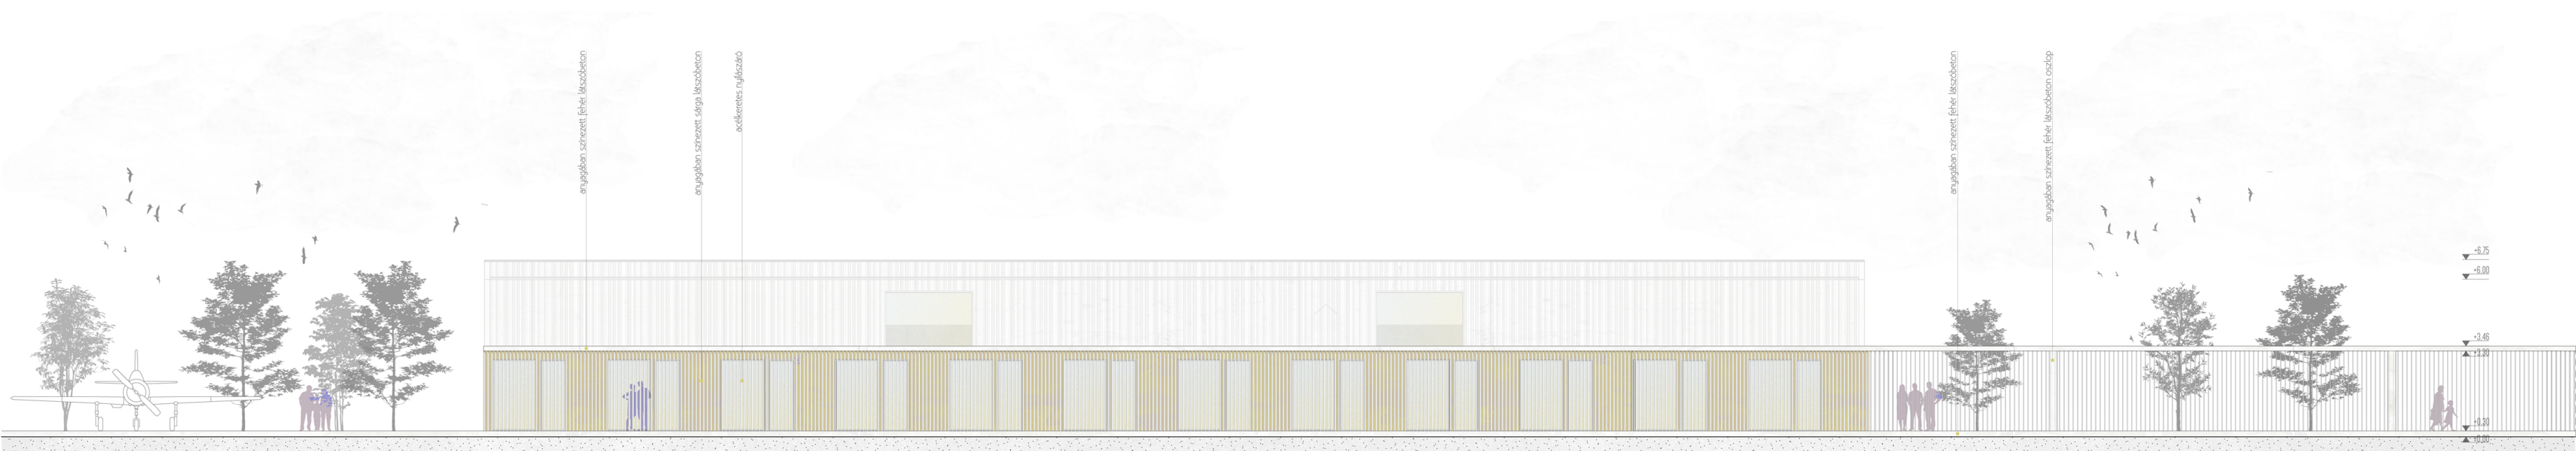 anyagában színezett fehér látszóbeton
anyagában színezett sárga látszóbeton
acélkeretes nyílászáró
anyagában színezett fehér látszóbeton
anyagában színezett fehér látszóbeton oszlop
+6.75
+6.00
+3.46
+3.30
+0.30
±0.00